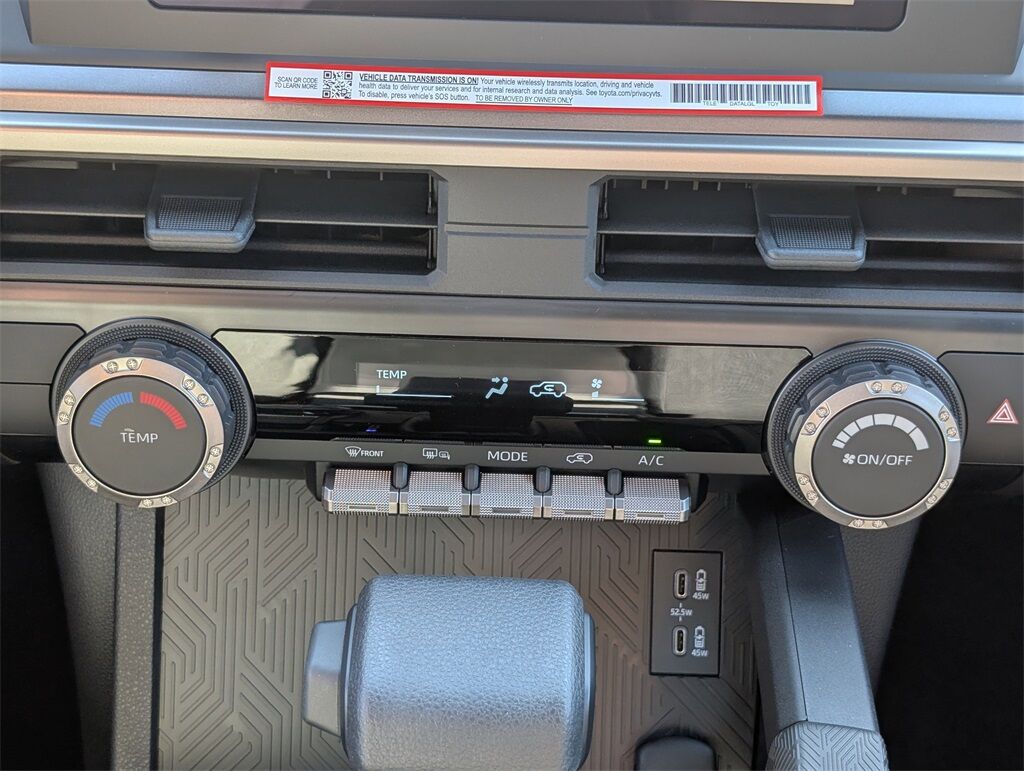 SCAN QR CODE
TO LEARN MORE
VEHICLE DATA TRANSMISSION IS ON! Your vehicle wirelessly transmits location, driving and vehicle
health data to deliver your services and for internal research and data analysis. See toyota.com/privacyvts.
To disable, press vehicle's SOS button. TO BE REMOVED BY OWNER ONLY
TELE DATALGL TOY
TEMP
TEMP
FRONT
MODE
A/C
ON/OFF
45W
52.5W
45W